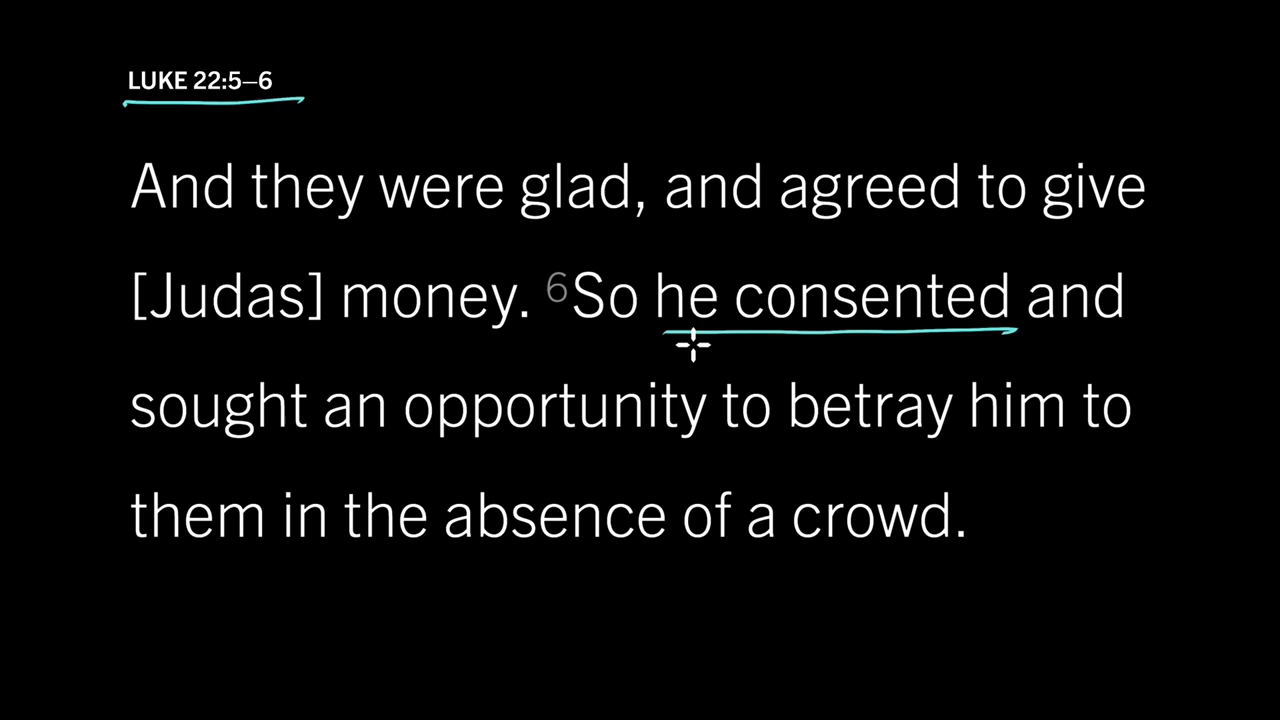 LUKE 22:5–6
And they were glad, and agreed to give
[Judas] money. 6So he consented and
sought an opportunity to betray him to
them in the absence of a crowd.